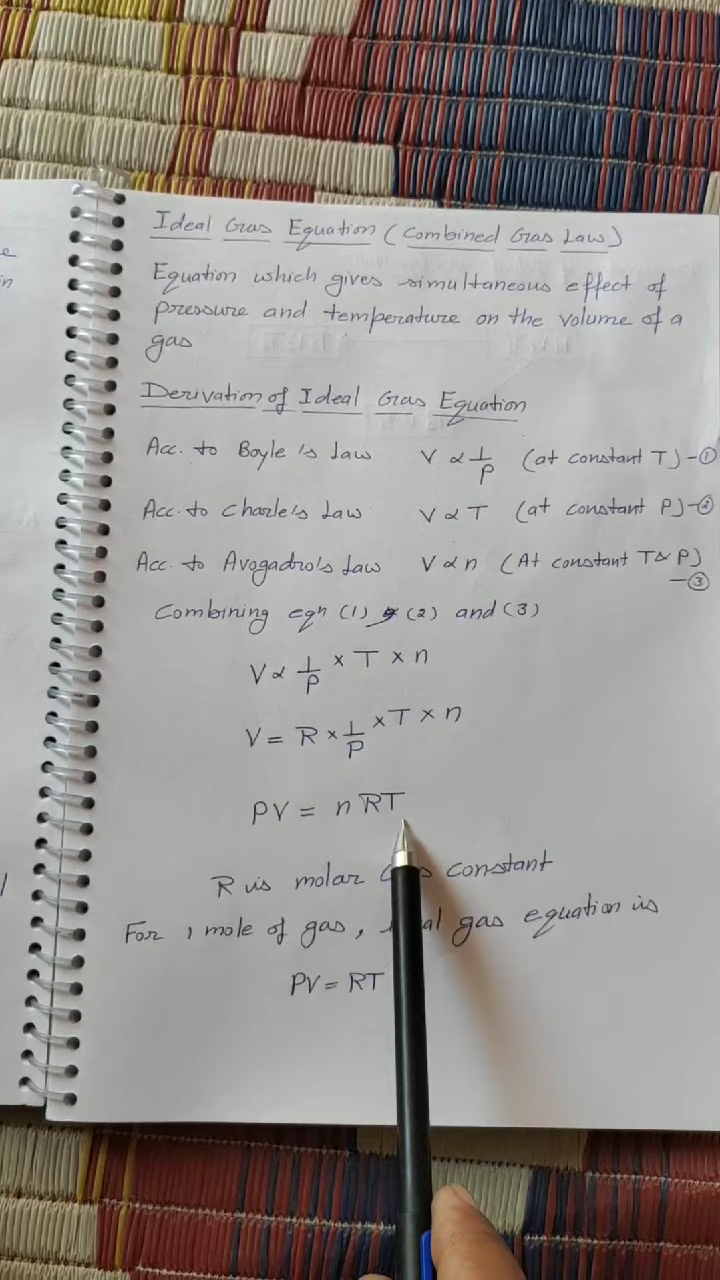 Ideal Gas Equation (Combined Gas Law)
Equation which gives simultaneous effect of
pressure and temperature on the volume of a
gas
Derivation of Ideal Gas Equation
Acc. to Boyle's Law V ∝ 1/P (at constant T) -①
Acc. to Charle's Law V ∝ T (at constant P) -②
Acc. to Avogadro's Law V ∝ n (At constant T & P)
-③
Combining eqn (1), (2) and (3)
V ∝ 1/P × T × n
V = R × 1/P × T × n
PV = nRT
R is molar constant
For 1 mole of gas, gas equation is
PV = RT